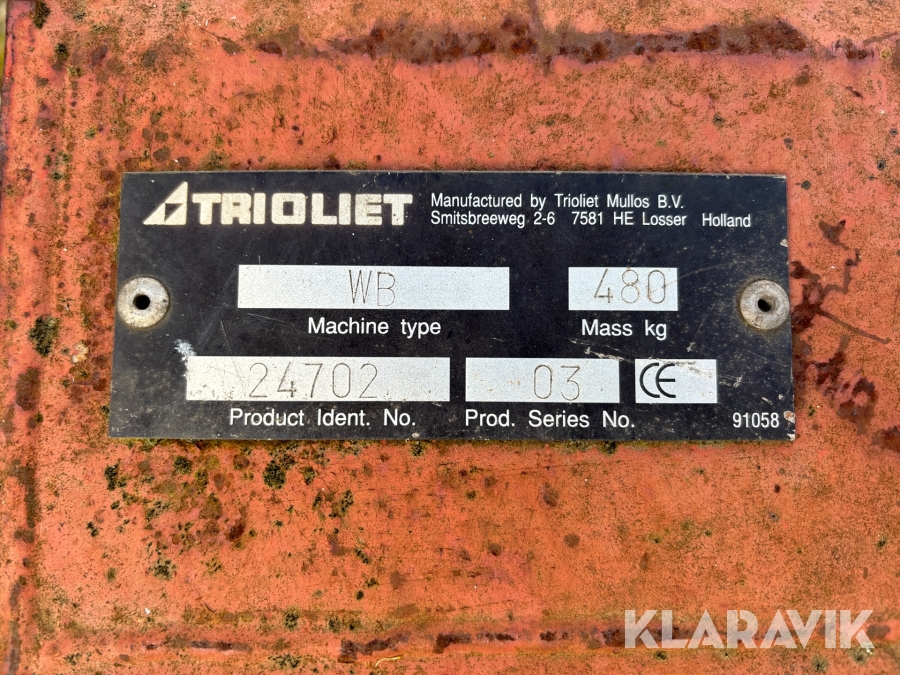 TRIOLIET
Manufactured by Trioliet Mullos B.V.
Smitsbreeweg 2-6 7581 HE Losser Holland
WB 480
Machine type Mass kg
24702 03 CE
Product Ident. No. Prod. Series No. 91058
KLARAVIK